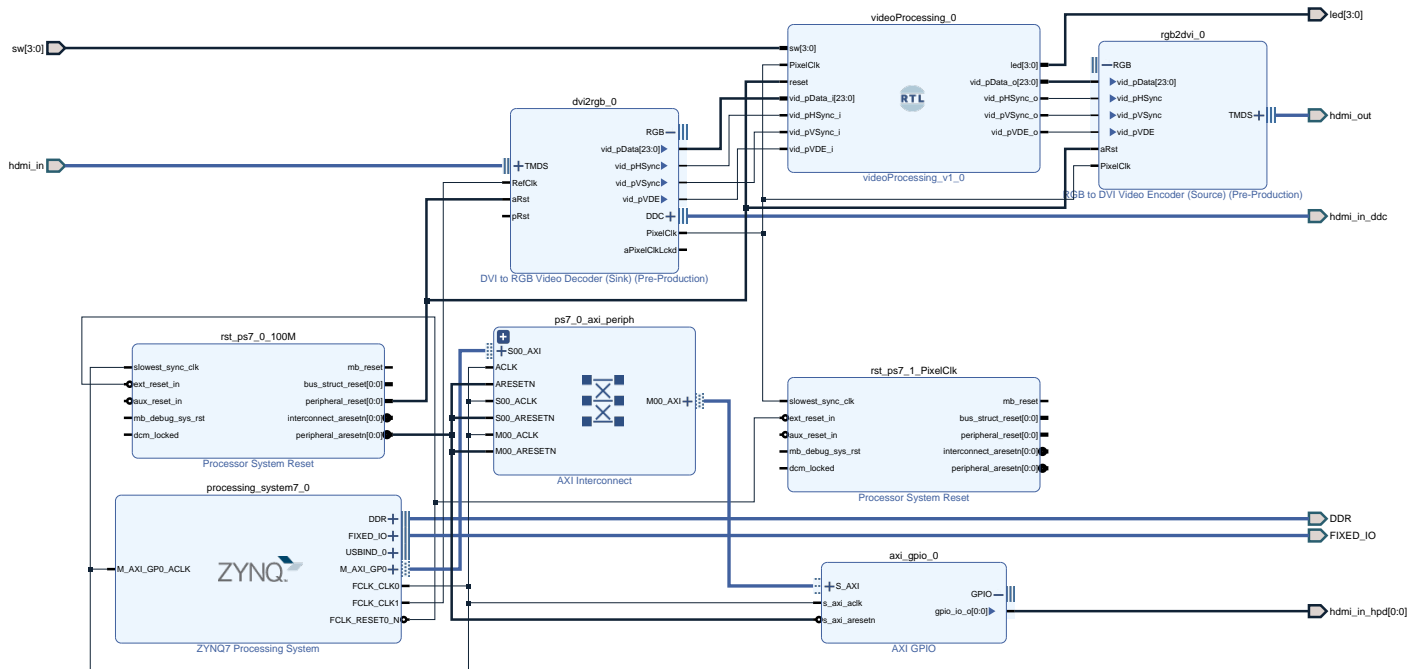 sw[3:0]
hdmi_in
videoProcessing_0
sw[3:0]
PixelClk
reset
vid_pData_i[23:0]
vid_pHSync_i
vid_pVSync_i
vid_pVDE_i
led[3:0]
vid_pData_o[23:0]
vid_pHSync_o
vid_pVSync_o
vid_pVDE_o
RTL
videoProcessing_v1_0
rgb2dvi_0
RGB
vid_pData[23:0]
vid_pHSync
vid_pVSync
vid_pVDE
aRst
PixelClk
TMDS
RGB to DVI Video Encoder (Source) (Pre-Production)
led[3:0]
hdmi_out
hdmi_in_ddc
dvi2rgb_0
TMDS
RefClk
aRst
pRst
RGB
vid_pData[23:0]
vid_pHSync
vid_pVSync
vid_pVDE
DDC
PixelClk
aPixelClkLckd
DVI to RGB Video Decoder (Sink) (Pre-Production)
rst_ps7_0_100M
slowest_sync_clk
ext_reset_in
aux_reset_in
mb_debug_sys_rst
dcm_locked
mb_reset
bus_struct_reset[0:0]
peripheral_reset[0:0]
interconnect_aresetn[0:0]
peripheral_aresetn[0:0]
Processor System Reset
ps7_0_axi_periph
S00_AXI
ACLK
ARESETN
S00_ACLK
S00_ARESETN
M00_ACLK
M00_ARESETN
M00_AXI
AXI Interconnect
rst_ps7_1_PixelClk
slowest_sync_clk
ext_reset_in
aux_reset_in
mb_debug_sys_rst
dcm_locked
mb_reset
bus_struct_reset[0:0]
peripheral_reset[0:0]
interconnect_aresetn[0:0]
peripheral_aresetn[0:0]
Processor System Reset
processing_system7_0
M_AXI_GP0_ACLK
ZYNQ
DDR
FIXED_IO
USBIND_0
M_AXI_GP0
FCLK_CLK0
FCLK_CLK1
FCLK_RESET0_N
ZYNQ7 Processing System
DDR
FIXED_IO
axi_gpio_0
S_AXI
s_axi_aclk
s_axi_aresetn
GPIO
gpio_io_o[0:0]
AXI GPIO
hdmi_in_hpd[0:0]